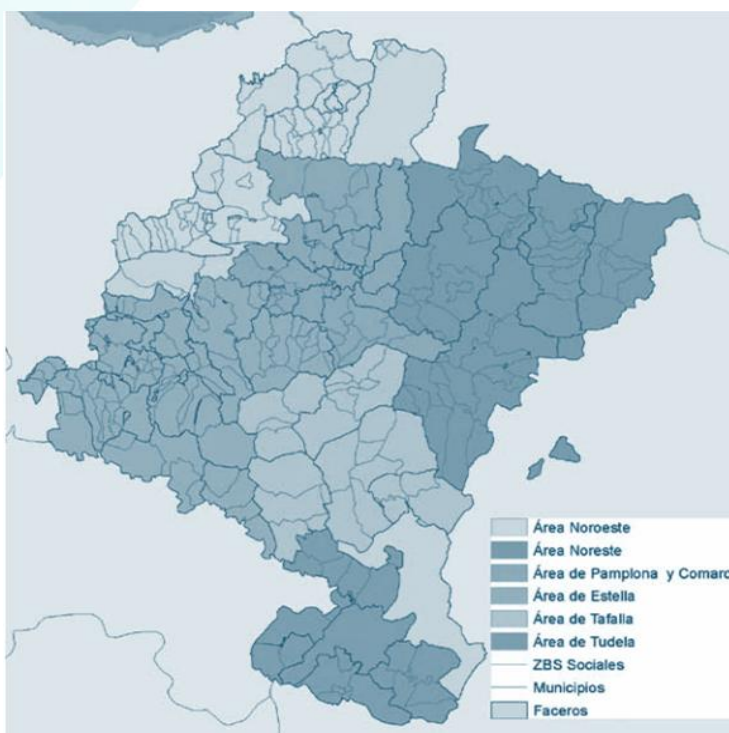 Área Noroeste
Área Noreste
Área de Pamplona y Comarc
Área de Estella
Área de Tafalla
Área de Tudela
ZBS Sociales
Municipios
Faceros